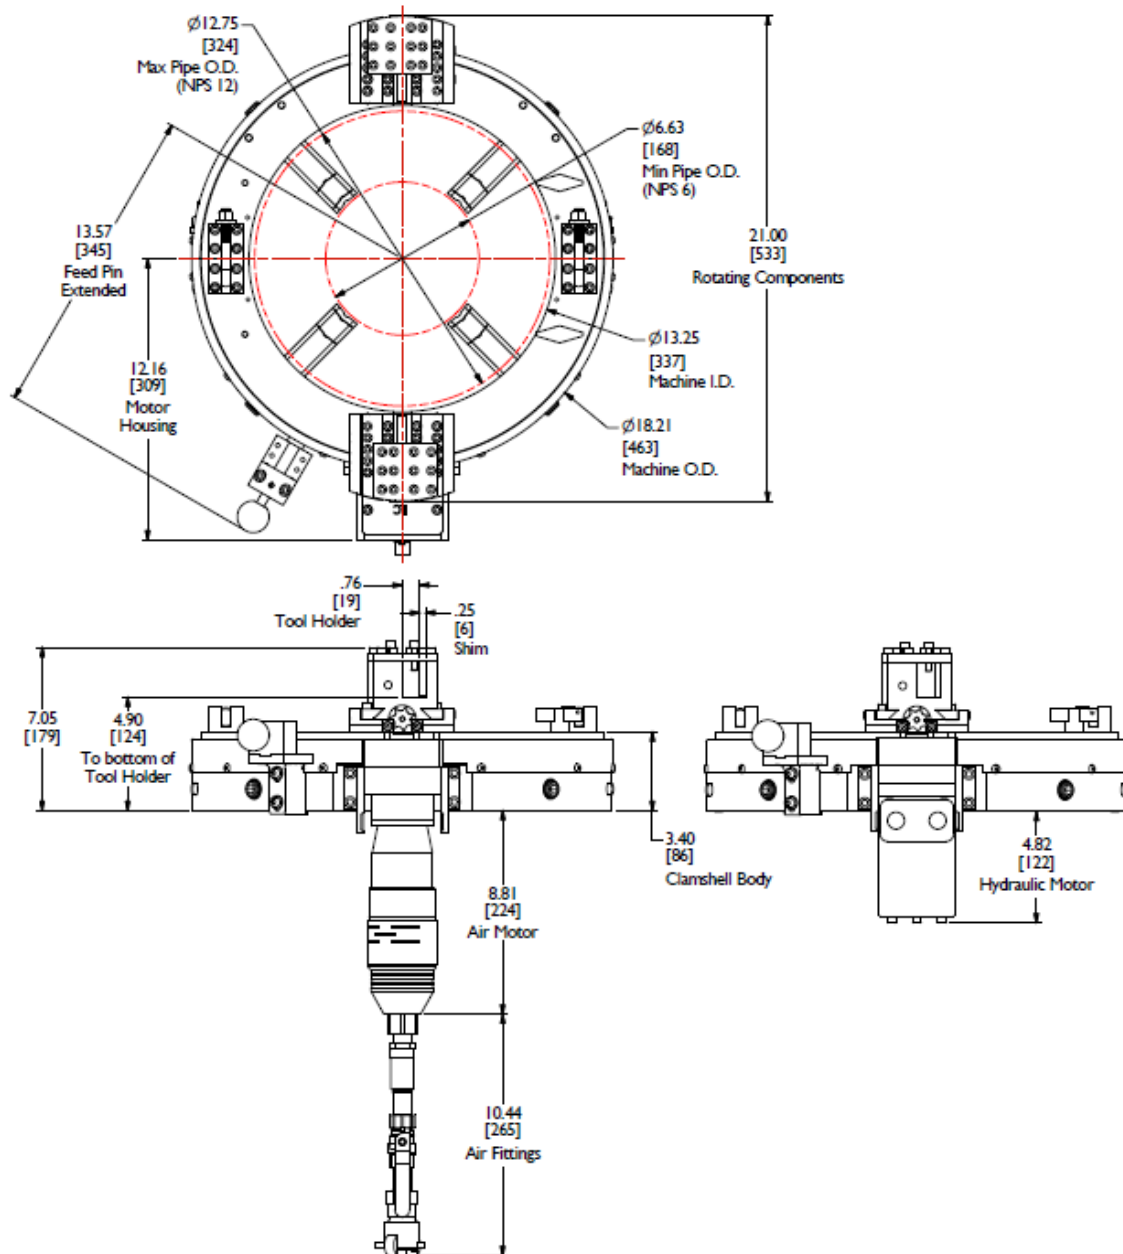 Ø12.75
[324]
Max Pipe O.D.
(NPS 12)
Ø6.63
[168]
Min Pipe O.D.
(NPS 6)
13.57
[345]
Feed Pin
Extended
21.00
[533]
Rotating Components
12.16
[309]
Motor
Housing
Ø13.25
[337]
Machine I.D.
Ø18.21
[463]
Machine O.D.
.76
[19]
Tool Holder
.25
[6]
Shim
7.05
[179]
4.90
[124]
To bottom of
Tool Holder
3.40
[86]
Clamshell Body
4.82
[122]
Hydraulic Motor
8.81
[224]
Air Motor
10.44
[265]
Air Fittings